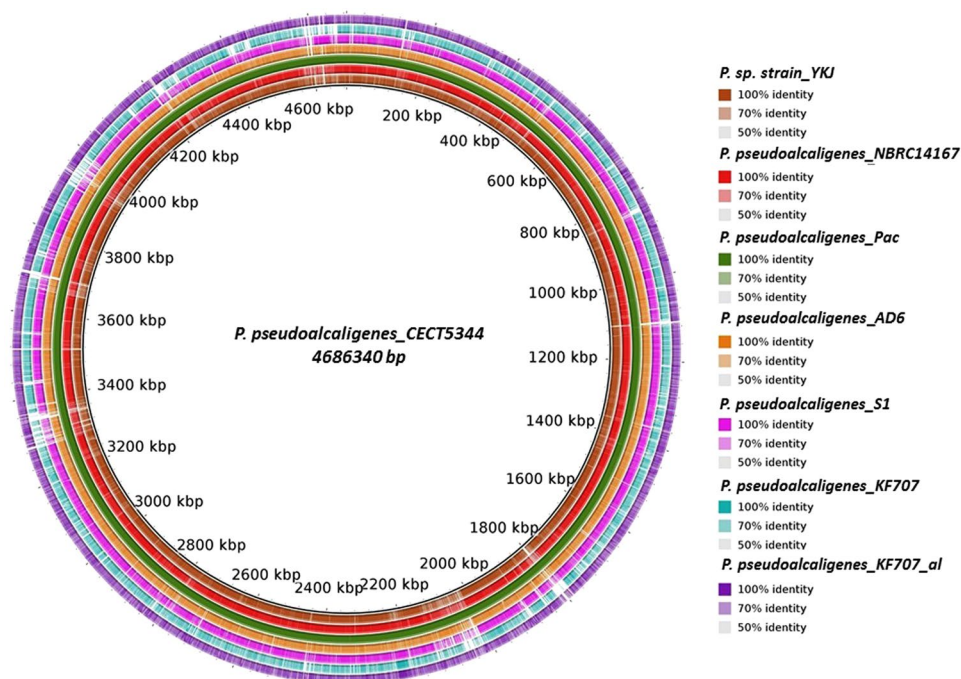 P. pseudoalcaligenes_CECT5344
4686340 bp
200 kbp
400 kbp
600 kbp
800 kbp
1000 kbp
1200 kbp
1400 kbp
1600 kbp
1800 kbp
2000 kbp
2200 kbp
2400 kbp
2600 kbp
2800 kbp
3000 kbp
3200 kbp
3400 kbp
3600 kbp
3800 kbp
4000 kbp
4200 kbp
4400 kbp
4600 kbp
P. sp. strain_YKJ
100% identity
70% identity
50% identity
P. pseudoalcaligenes_NBRC14167
100% identity
70% identity
50% identity
P. pseudoalcaligenes_Pac
100% identity
70% identity
50% identity
P. pseudoalcaligenes_AD6
100% identity
70% identity
50% identity
P. pseudoalcaligenes_S1
100% identity
70% identity
50% identity
P. pseudoalcaligenes_KF707
100% identity
70% identity
50% identity
P. pseudoalcaligenes_KF707_al
100% identity
70% identity
50% identity